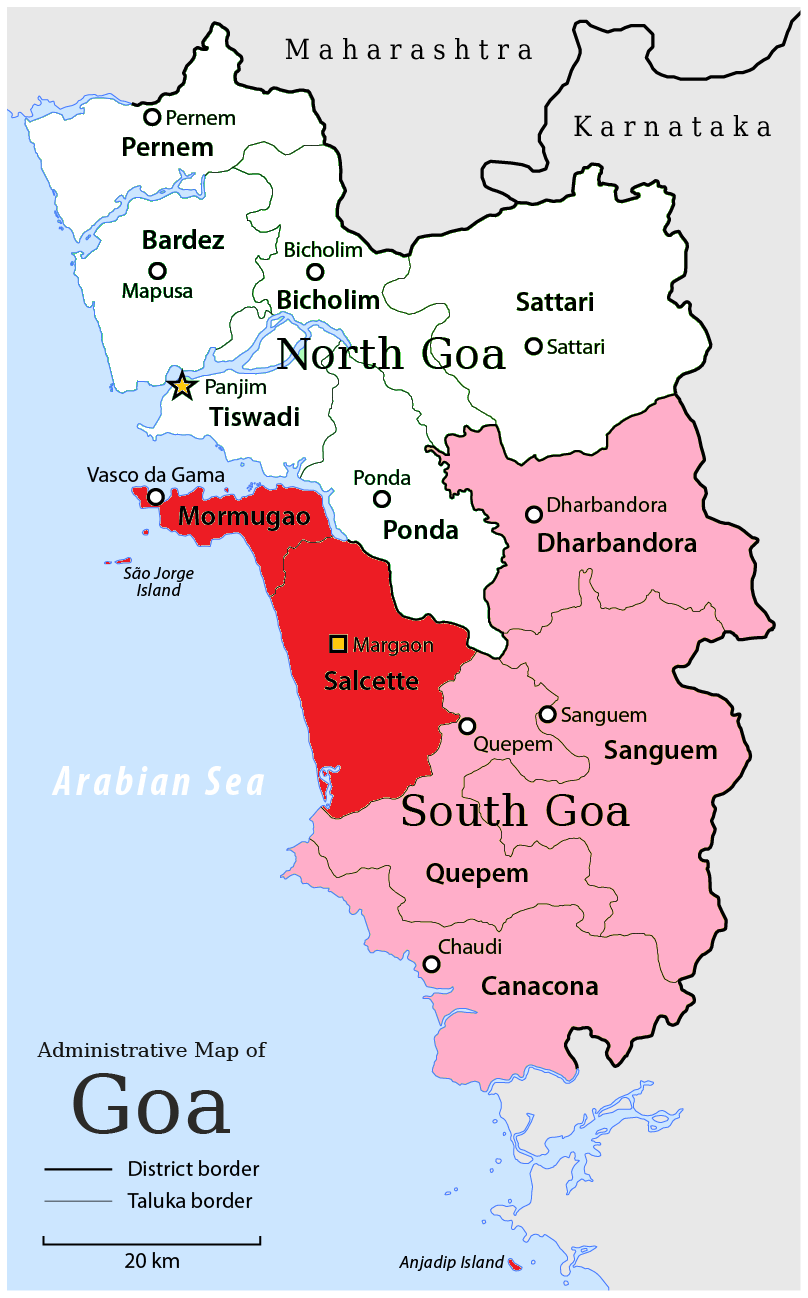 Maharashtra
Karnataka
Pernem
Pernem
Bardez
Mapusa
Bicholim
Bicholim
Sattari
Sattari
North Goa
Panjim
Tiswadi
Vasco da Gama
Mormugao
Ponda
Ponda
Dharbandora
Dharbandora
São Jorge
Island
Margaon
Salcette
Sanguem
Quepem
Sanguem
Arabian Sea
South Goa
Quepem
Chaudi
Canacona
Administrative Map of
Goa
District border
Taluka border
20 km
Anjadip Island